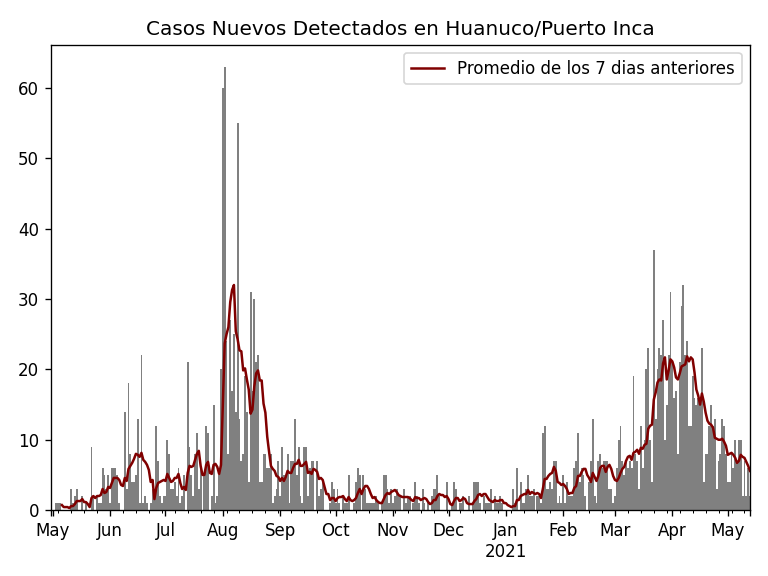 Casos Nuevos Detectados en Huanuco/Puerto Inca
Promedio de los 7 dias anteriores
60
50
40
30
20
10
0
May Jun Jul Aug Sep Oct Nov Dec Jan Feb Mar Apr May
2021